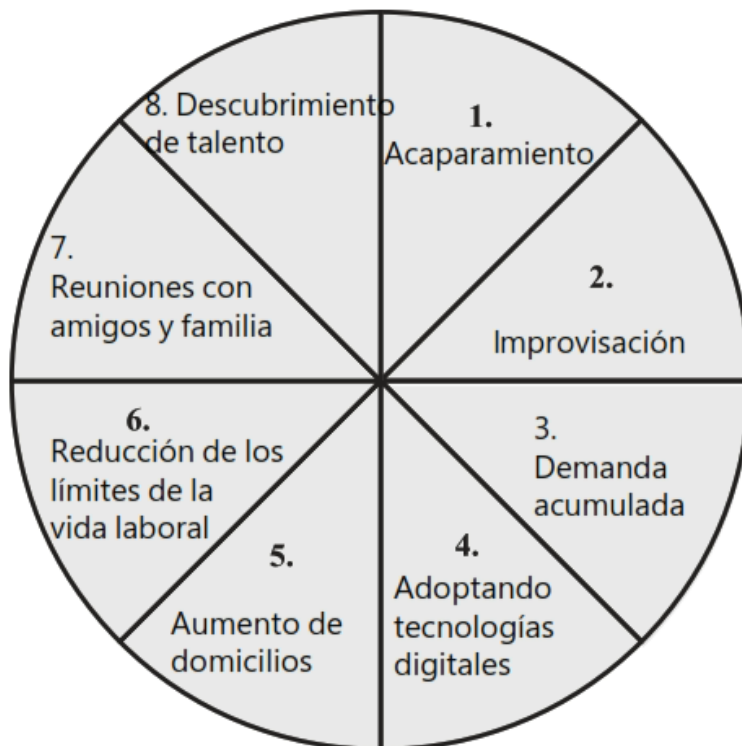 1.
Acaparamiento
2.
Improvisación
3.
Demanda
acumulada
4.
Adoptando
tecnologías
digitales
5.
Aumento de
domicilios
6.
Reducción de los
límites de la
vida laboral
7.
Reuniones con
amigos y familia
8. Descubrimiento
de talento